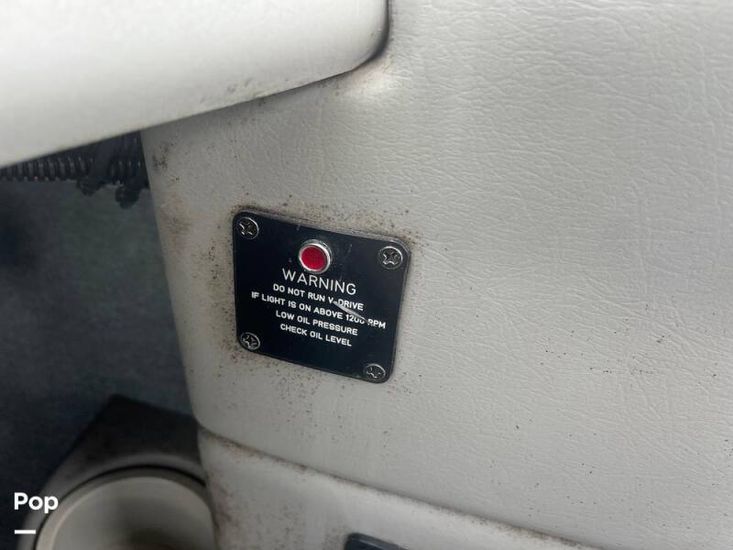 WARNING
DO NOT RUN V-DRIVE
IF LIGHT IS ON ABOVE 1200 RPM
LOW OIL PRESSURE
CHECK OIL LEVEL
Pop